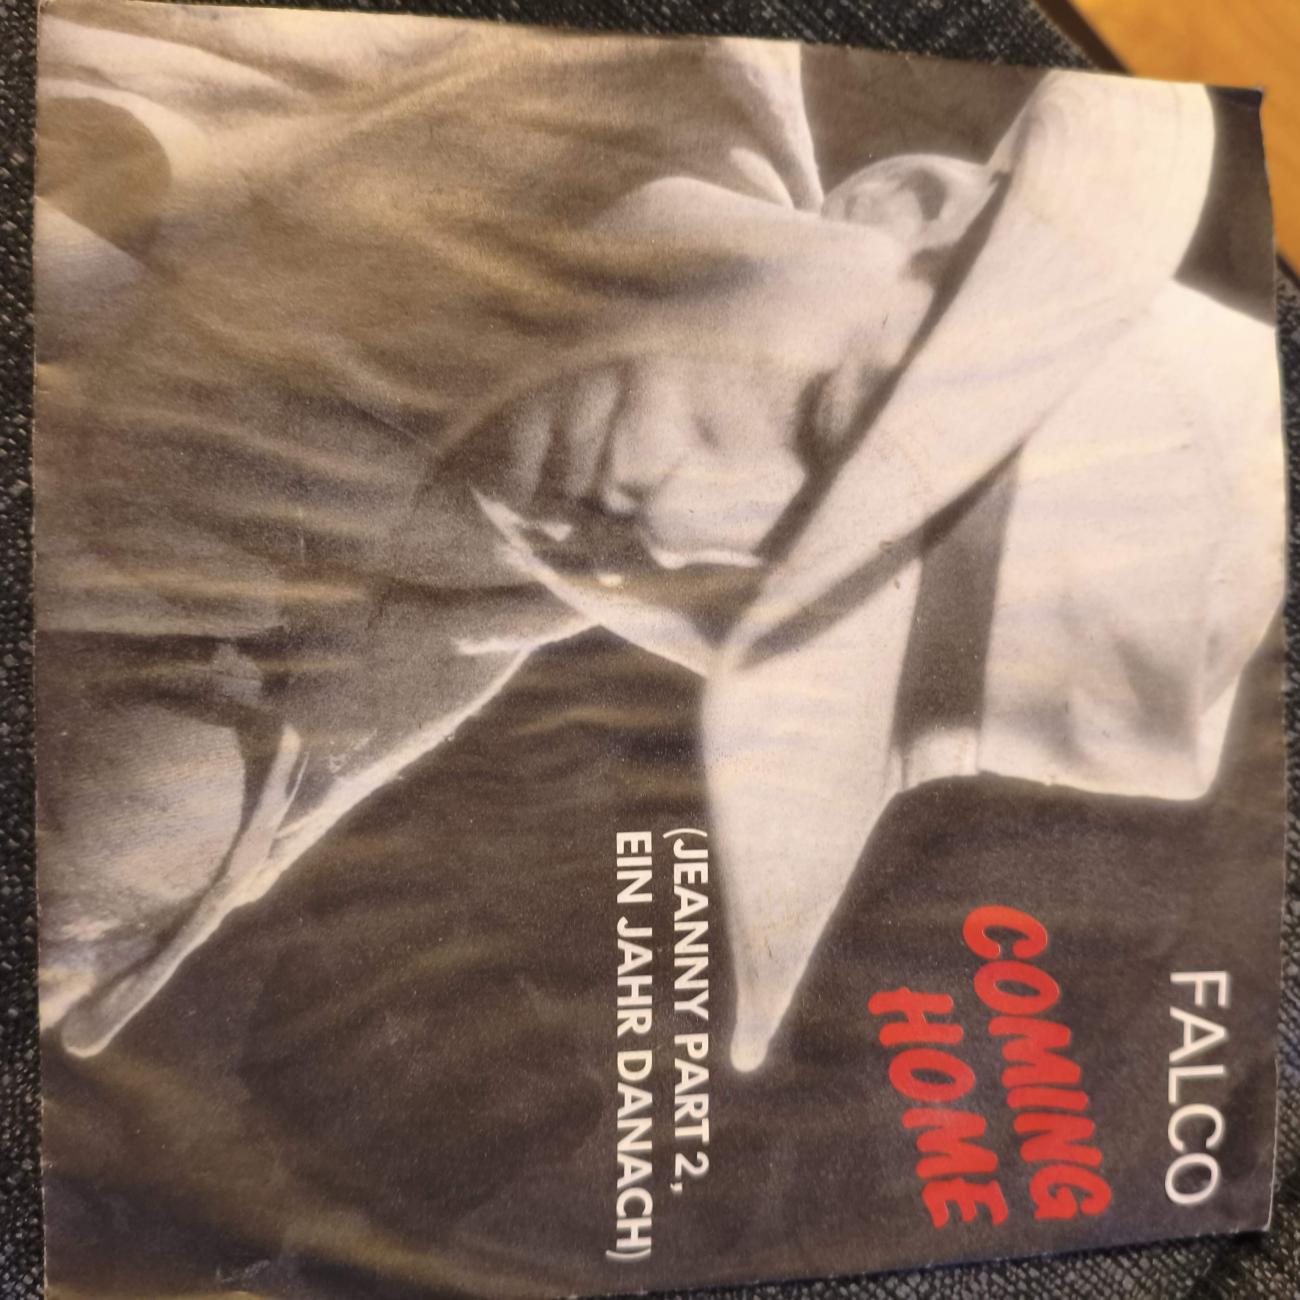 FALCO
COMING
HOME
(JEANNY PART 2,
EIN JAHR DANACH)